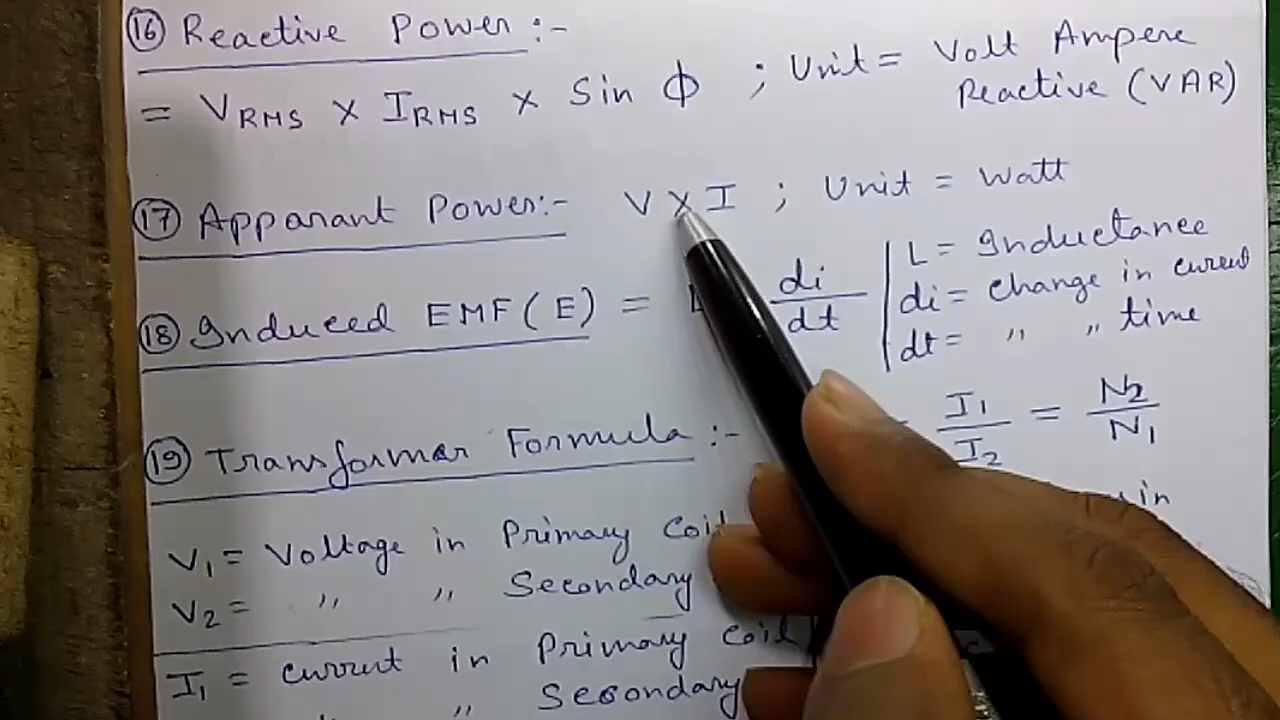 16 Reactive Power :-
= VRMS X IRMS X Sin ϕ ; Unit = Volt Ampere Reactive (VAR)
17 Apparant Power:- V X I ; Unit = Watt
18 Induced EMF (E) = L di/dt
L = Inductance
di = change in current
dt = " " time
19 Transformar Formula :- = I1/I2 = N2/N1
V1 = Voltage in Primary Coil
V2 = " " Secondary
I1 = current in Primary Coil
" Secondary